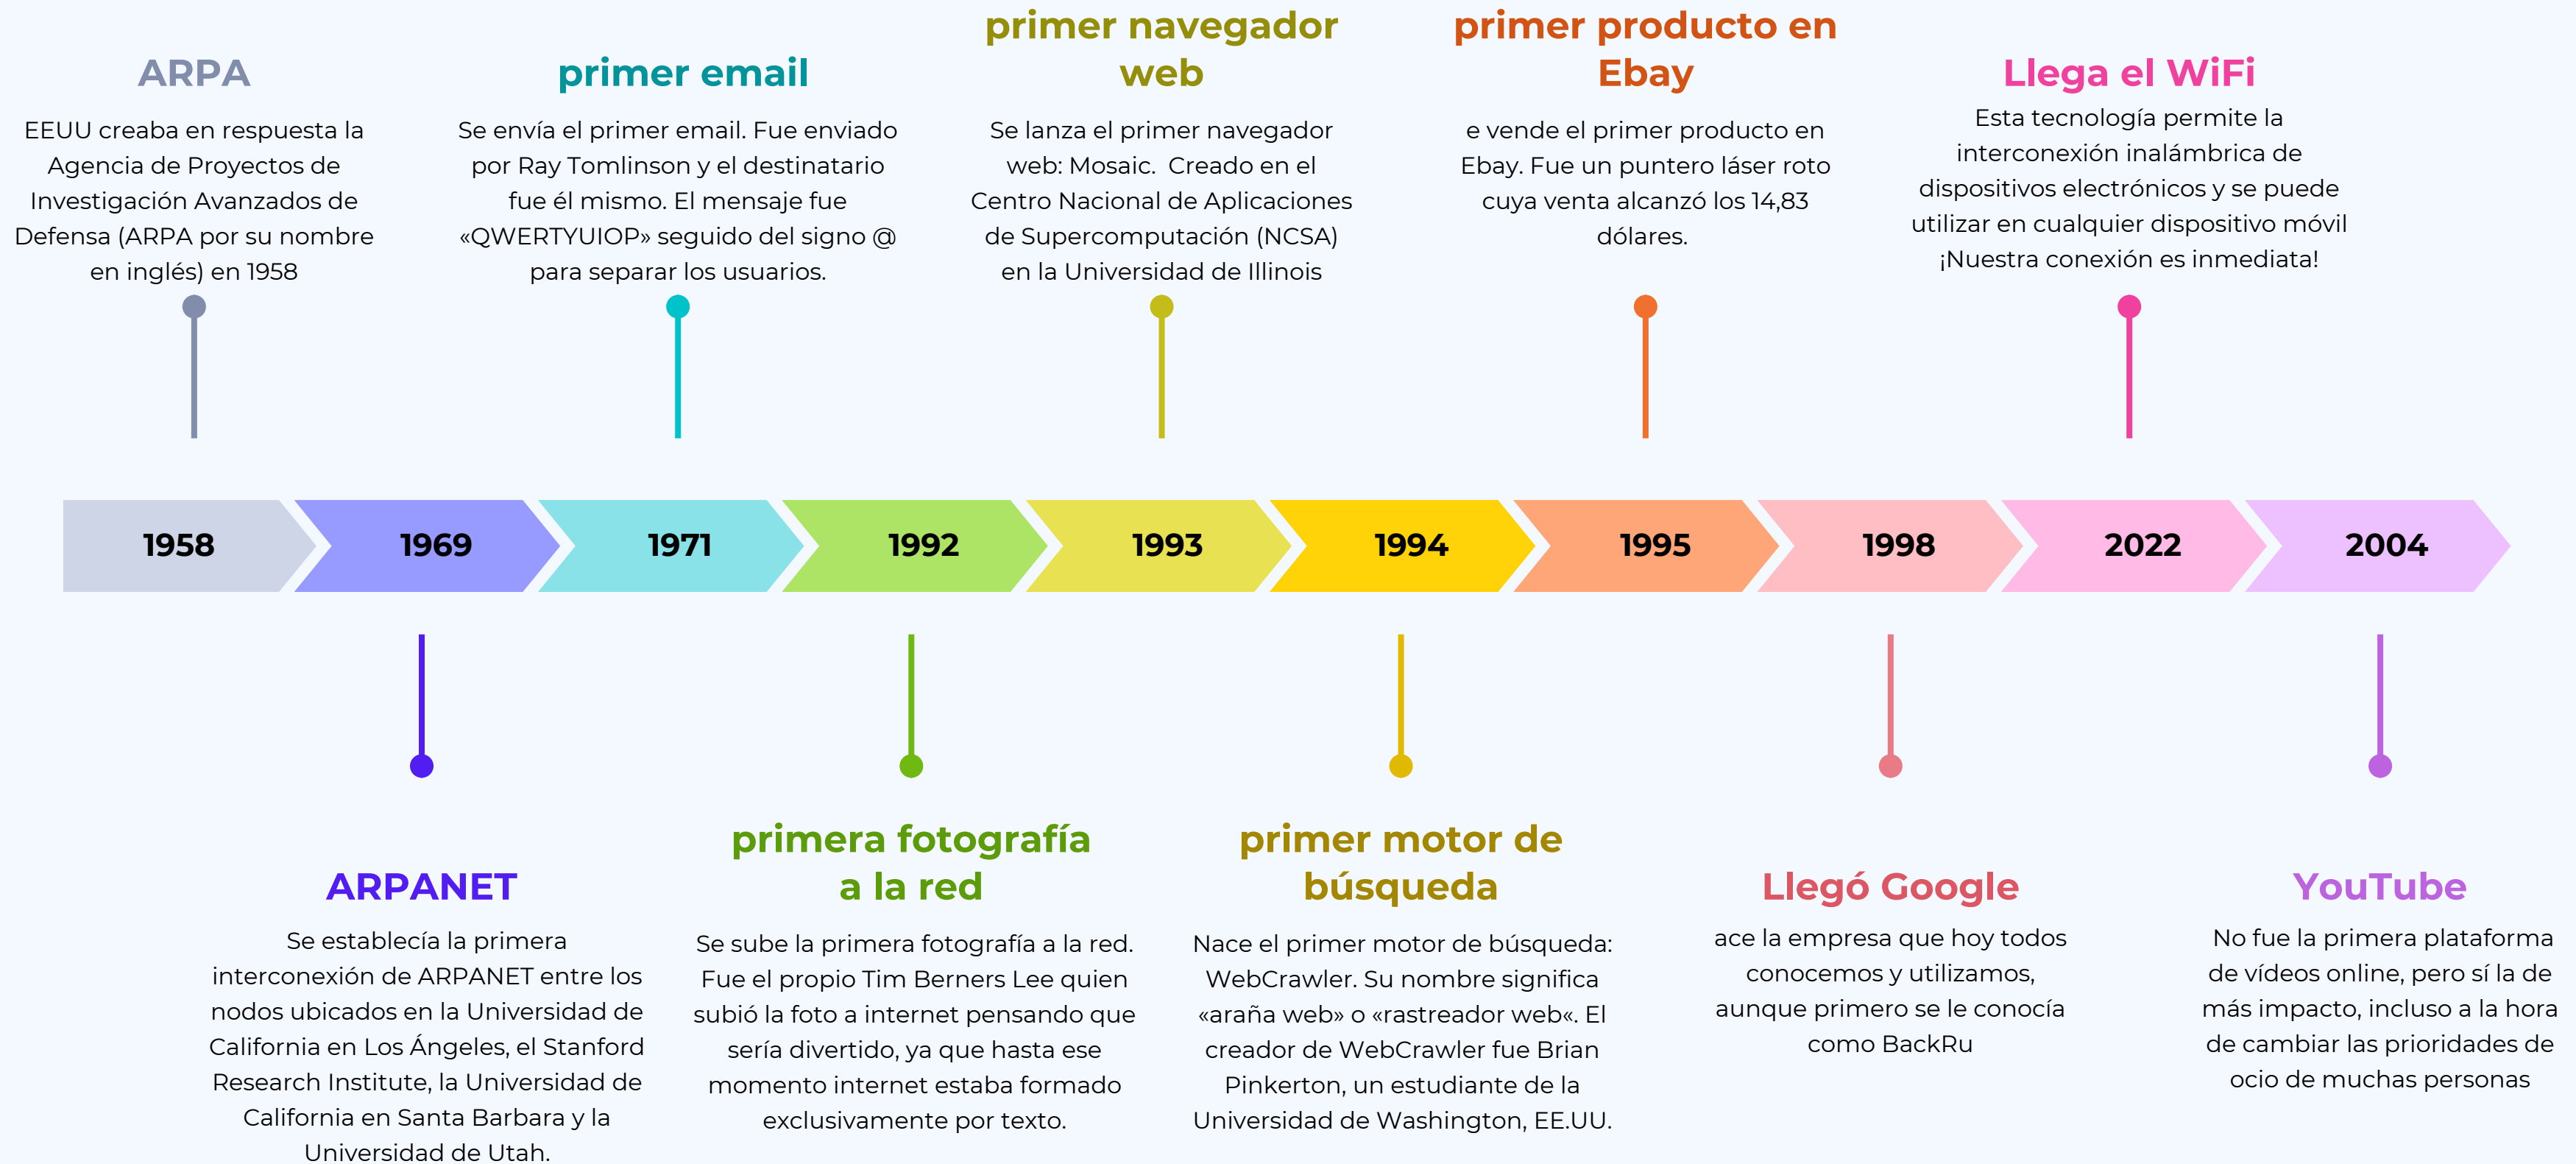 ARPA
EEUU creaba en respuesta la
Agencia de Proyectos de
Investigación Avanzados de
Defensa (ARPA por su nombre
en inglés) en 1958
primer email
Se envía el primer email. Fue enviado
por Ray Tomlinson y el destinatario
fue él mismo. El mensaje fue
«QWERTYUIOP» seguido del signo @
para separar los usuarios.
primer navegador
web
Se lanza el primer navegador
web: Mosaic.  Creado en el
Centro Nacional de Aplicaciones
de Supercomputación (NCSA)
en la Universidad de Illinois
primer producto en
Ebay
e vende el primer producto en
Ebay. Fue un puntero láser roto
cuya venta alcanzó los 14,83
dólares.
Llega el WiFi
Esta tecnología permite la
interconexión inalámbrica de
dispositivos electrónicos y se puede
utilizar en cualquier dispositivo móvil
¡Nuestra conexión es inmediata!
1958
1969
1971
1992
1993
1994
1995
1998
2022
2004
ARPANET
Se establecía la primera
interconexión de ARPANET entre los
nodos ubicados en la Universidad de
California en Los Ángeles, el Stanford
Research Institute, la Universidad de
California en Santa Barbara y la
Universidad de Utah.
primera fotografía
a la red
Se sube la primera fotografía a la red.
Fue el propio Tim Berners Lee quien
subió la foto a internet pensando que
sería divertido, ya que hasta ese
momento internet estaba formado
exclusivamente por texto.
primer motor de
búsqueda
Nace el primer motor de búsqueda:
WebCrawler. Su nombre significa
«araña web» o «rastreador web«. El
creador de WebCrawler fue Brian
Pinkerton, un estudiante de la
Universidad de Washington, EE.UU.
Llegó Google
ace la empresa que hoy todos
conocemos y utilizamos,
aunque primero se le conocía
como BackRu
YouTube
No fue la primera plataforma
de vídeos online, pero sí la de
más impacto, incluso a la hora
de cambiar las prioridades de
ocio de muchas personas